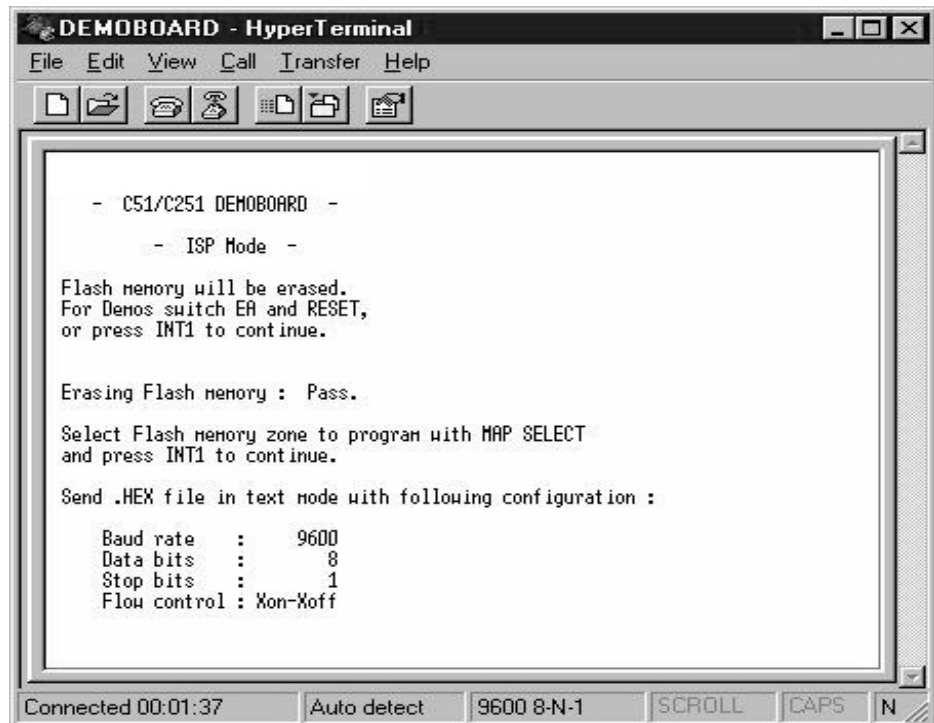 DEMOBOARD - HyperTerminal
File Edit View Call Transfer Help
- C51/C251 DEMOBOARD -
- ISP Mode -
Flash memory will be erased.
For Demos switch EA and RESET,
or press INT1 to continue.
Erasing Flash memory : Pass.
Select Flash memory zone to program with MAP SELECT
and press INT1 to continue.
Send .HEX file in text mode with following configuration :
Baud rate : 9600
Data bits : 8
Stop bits : 1
Flow control : Xon-Xoff
Connected 00:01:37 Auto detect 9600 8-N-1 SCROLL CAPS N